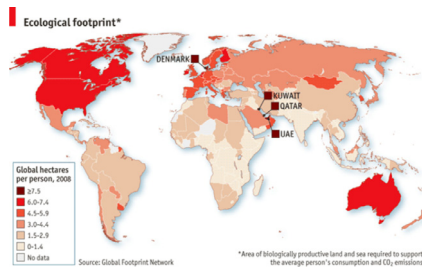 Ecological footprint*
DENMARK
KUWAIT
QATAR
UAE
Global hectares
per person, 2008
≥7.5
6.0-7.4
4.5-5.9
3.0-4.4
1.5-2.9
0-1.4
No data
Source: Global Footprint Network
*Area of biologically productive land and sea required to support
the average person's consumption and CO₂ emissions